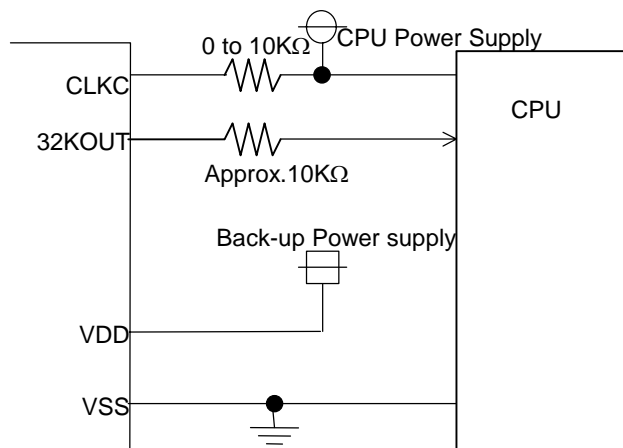 0 to 10KΩ
CPU Power Supply
CLKC
CPU
32KOUT
Approx.10KΩ
Back-up Power supply
VDD
VSS